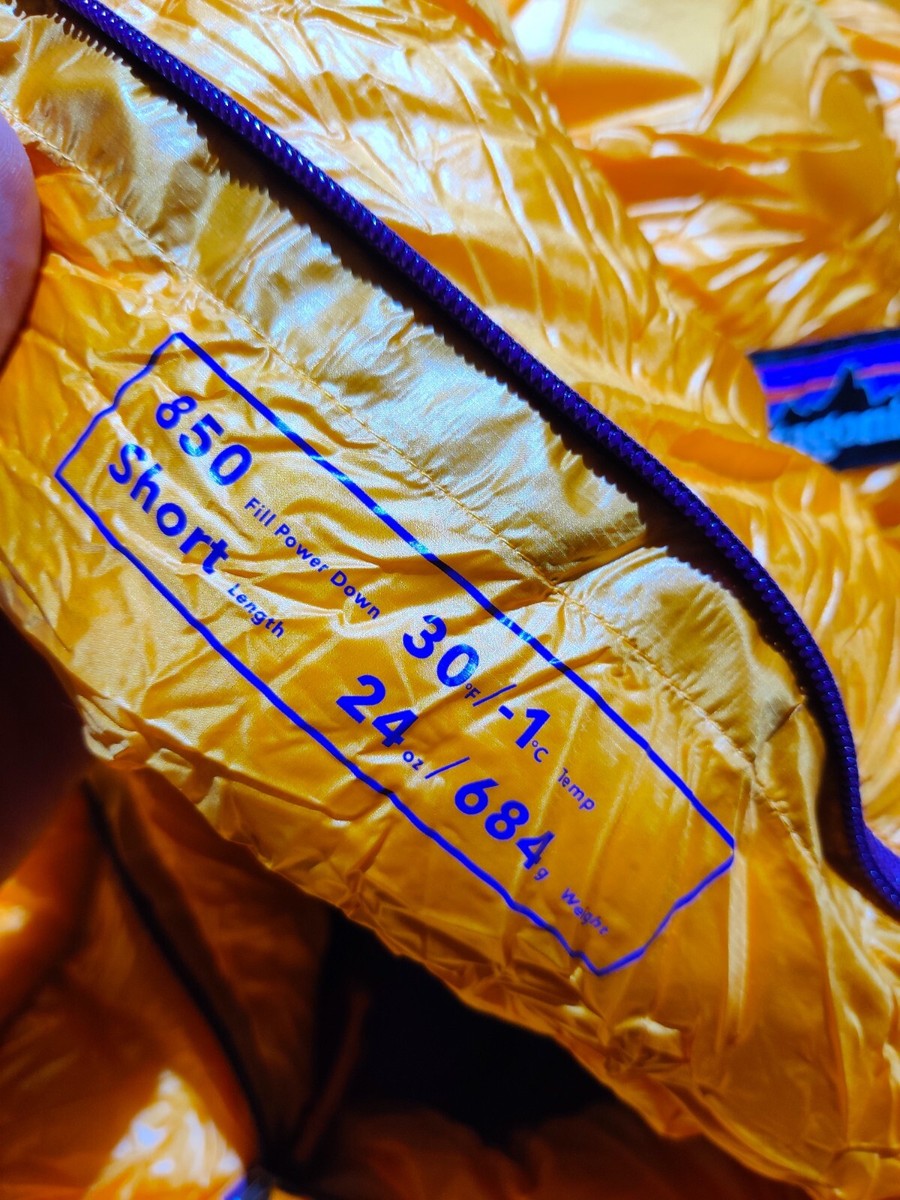 850 Fill Power Down 30°F/-1°C Temp
Short Length 24oz/684g Weight